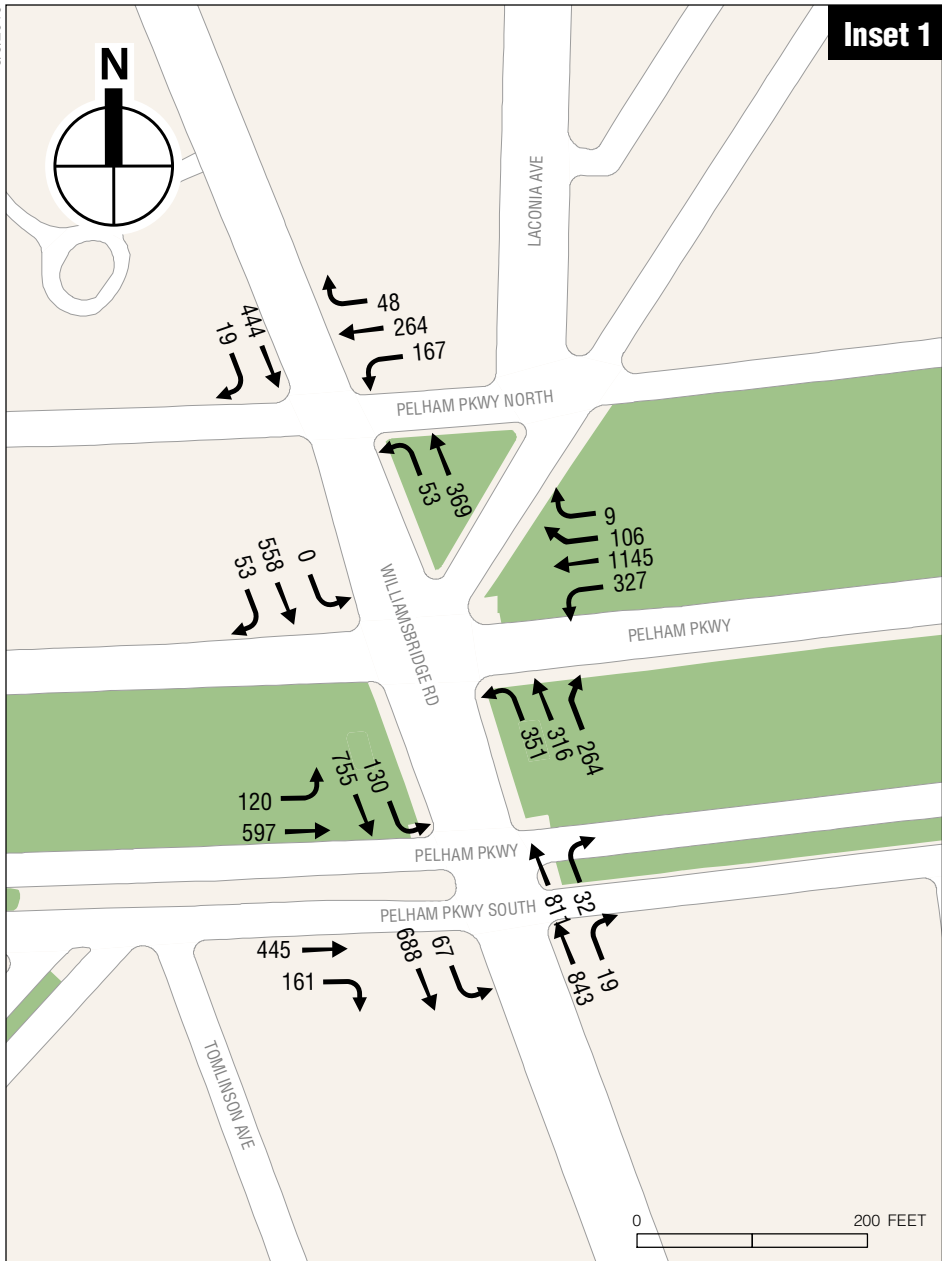 Inset 1
N
LACONIA AVE
48
264
167
444
19
PELHAM PKWY NORTH
53
369
9
106
1145
327
0
558
53
WILLIAMSBRIDGE RD
PELHAM PKWY
351
316
264
120
597
755
130
PELHAM PKWY
811
32
PELHAM PKWY SOUTH
445
161
688
67
843
19
TOMLINSON AVE
0 200 FEET